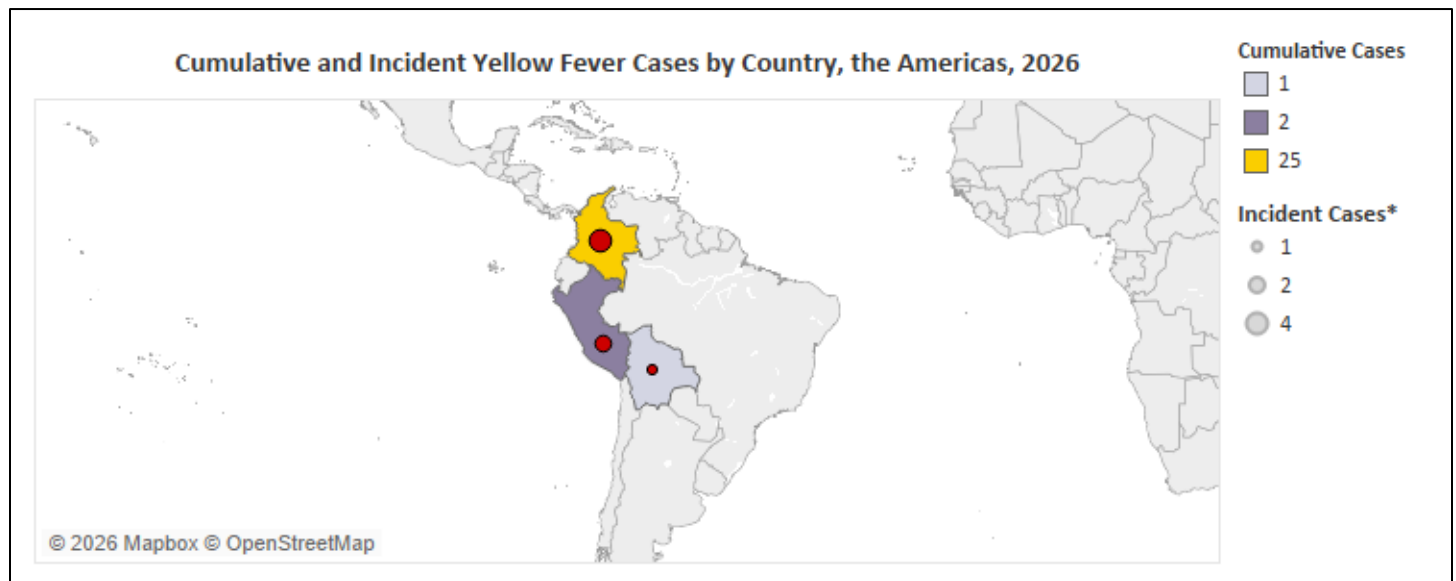 Cumulative and Incident Yellow Fever Cases by Country, the Americas, 2026
Cumulative Cases
1
2
25
Incident Cases*
1
2
4
© 2026 Mapbox © OpenStreetMap